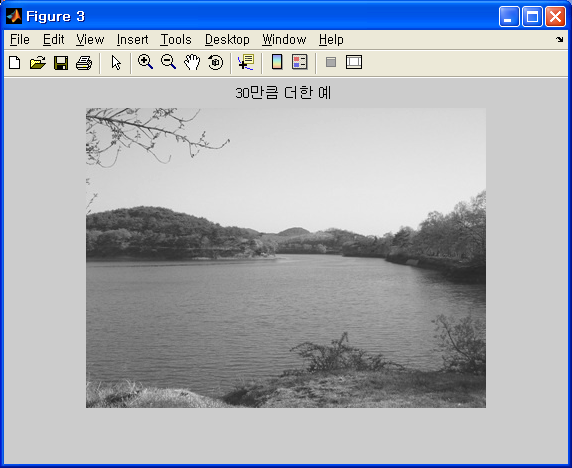 Figure 3
File Edit View Insert Tools Desktop Window Help
30만큼 더한 예